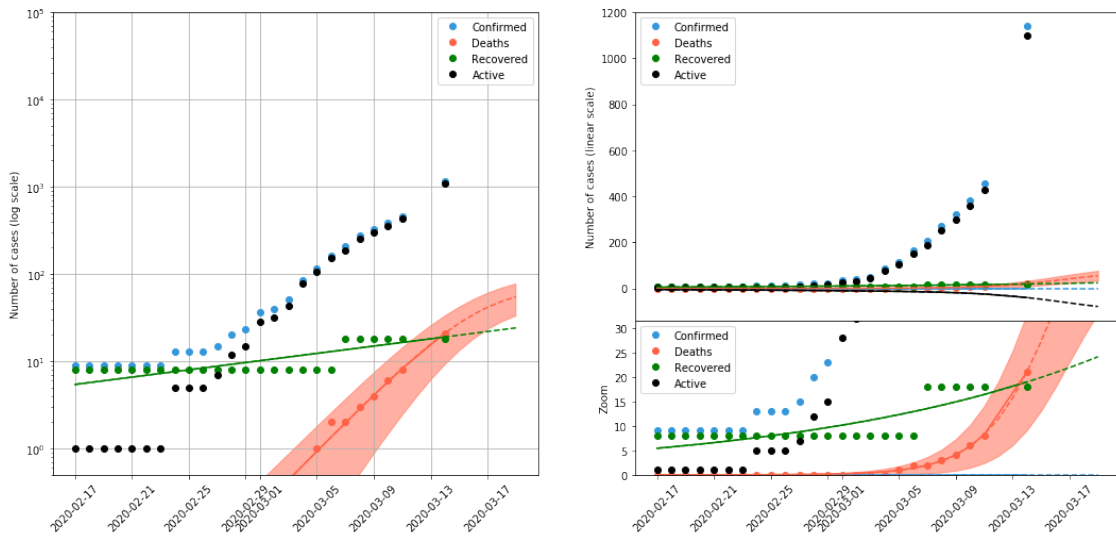 Number of cases (log scale)
10^5
10^4
10^3
10^2
10^1
10^0
Confirmed
Deaths
Recovered
Active
2020-02-17
2020-02-21
2020-02-25
2020-02-29
2020-03-01
2020-03-05
2020-03-09
2020-03-13
2020-03-17
Number of cases (linear scale)
1200
1000
800
600
400
200
0
Confirmed
Deaths
Recovered
Active
Zoom
30
25
20
15
10
5
0
Confirmed
Deaths
Recovered
Active
2020-02-17
2020-02-21
2020-02-25
2020-02-29
2020-03-01
2020-03-05
2020-03-09
2020-03-13
2020-03-17